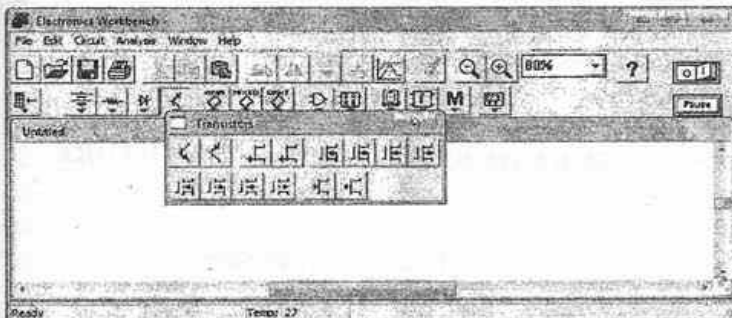 Electronics Workbench
File Edit Circuit Analysis Window Help
80% ?
M
Pause
Untitled
Transistors
Ready Temp: 27